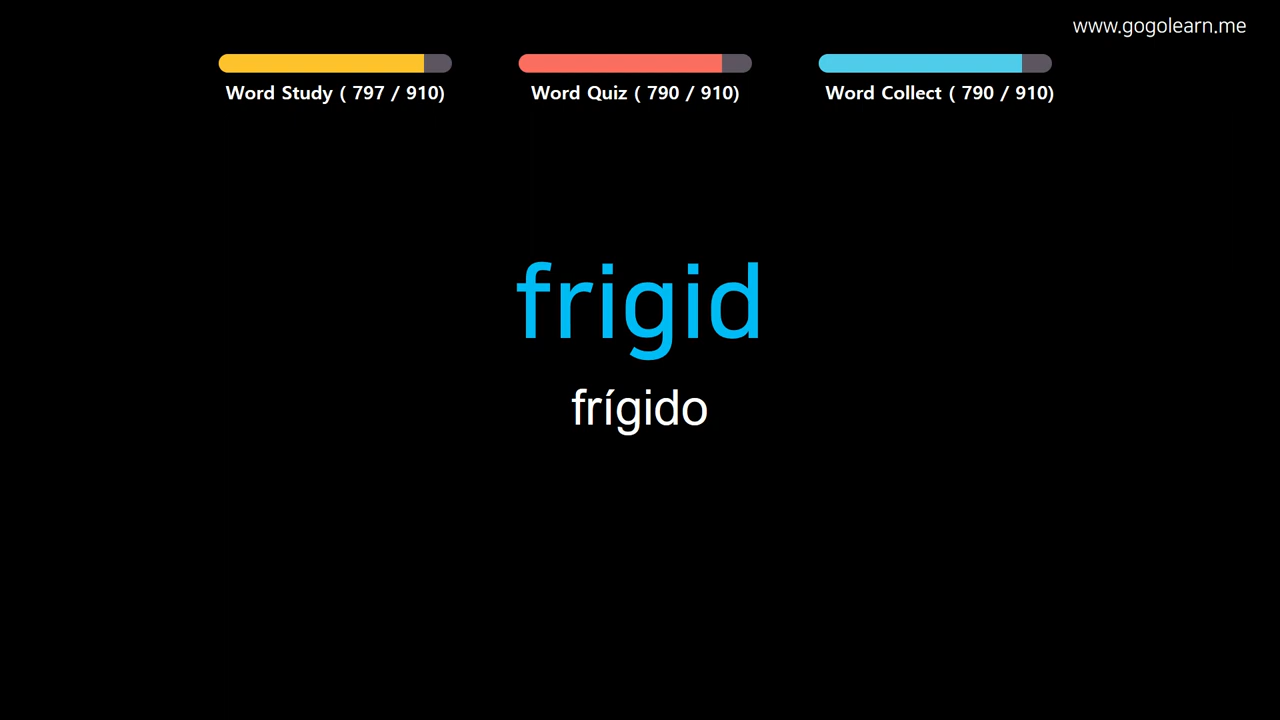 www.gogolearn.me
Word Study ( 797 / 910)
Word Quiz ( 790 / 910)
Word Collect ( 790 / 910)
frigid
frígido